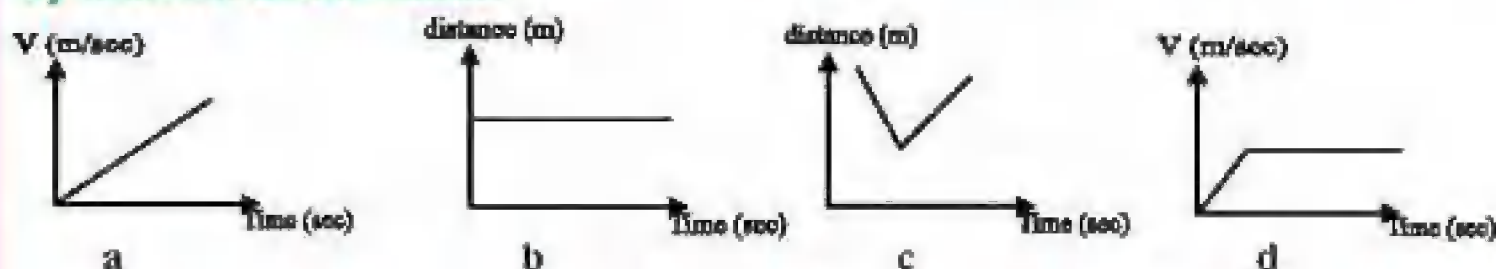 V (m/sec)
Time (sec)
a
distance (m)
Time (sec)
b
distance (m)
Time (sec)
c
V (m/sec)
Time (sec)
d